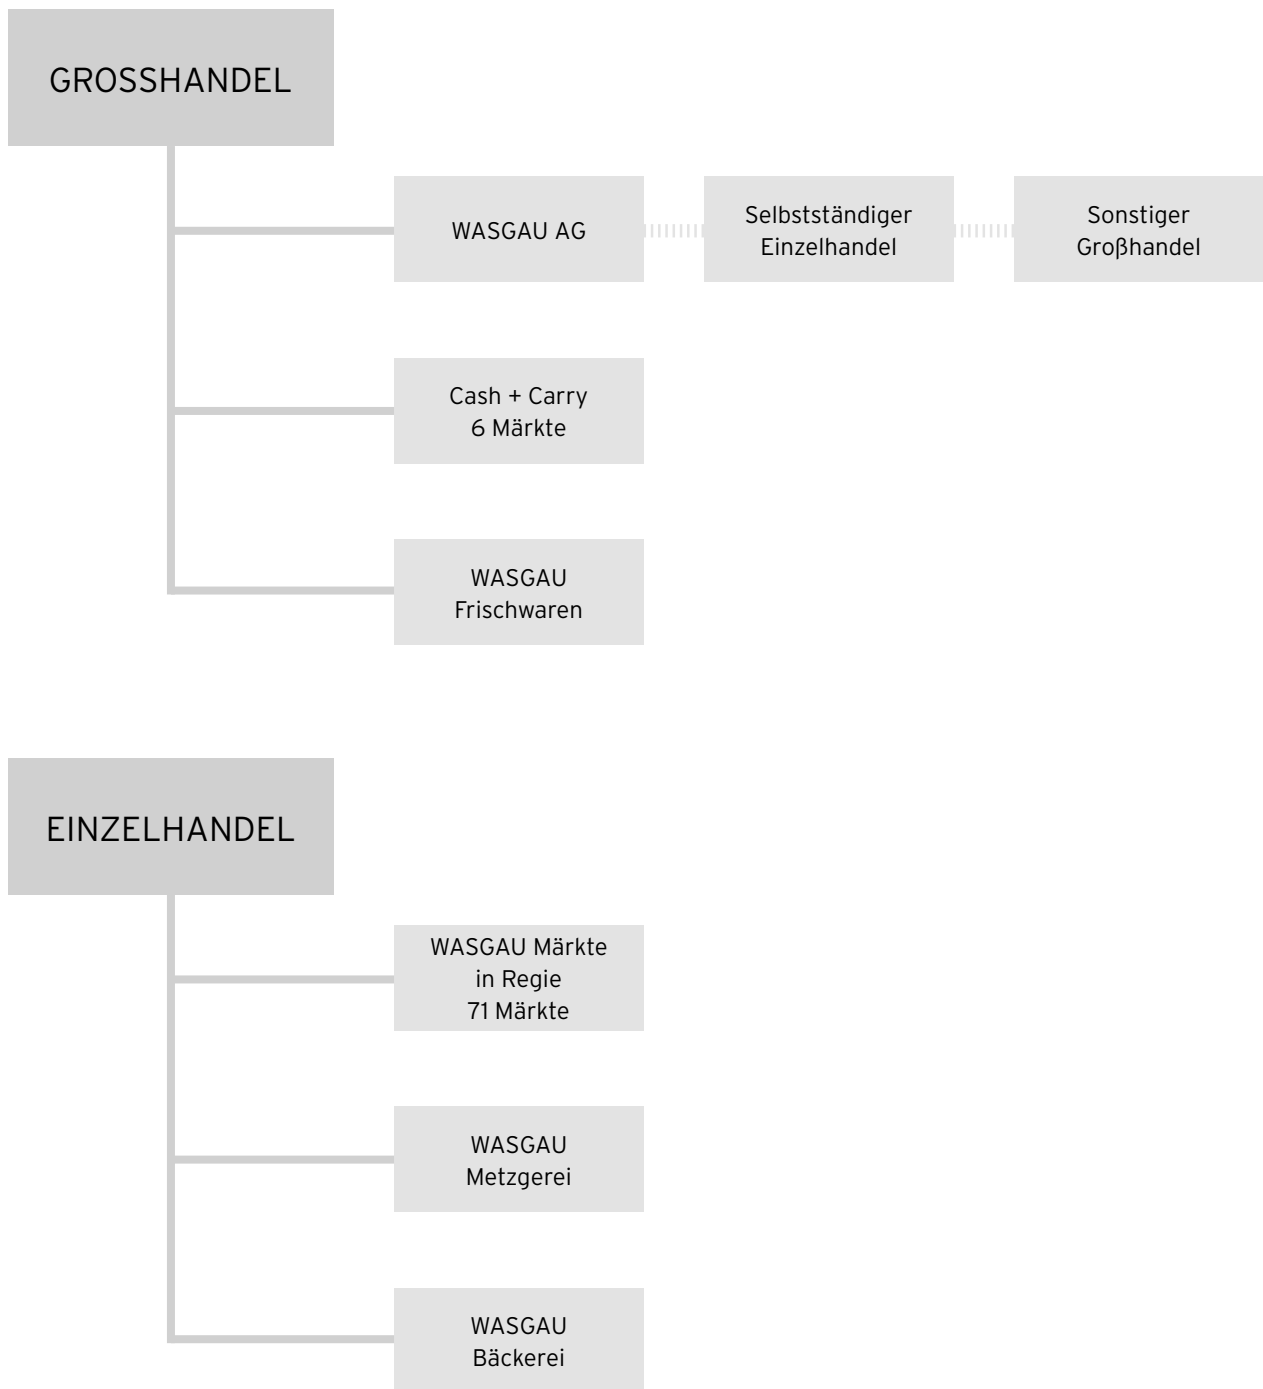 GROSSHANDEL
WASGAU AG
Selbstständiger
Einzelhandel
Sonstiger
Großhandel
Cash + Carry
6 Märkte
WASGAU
Frischwaren
EINZELHANDEL
WASGAU Märkte
in Regie
71 Märkte
WASGAU
Metzgerei
WASGAU
Bäckerei